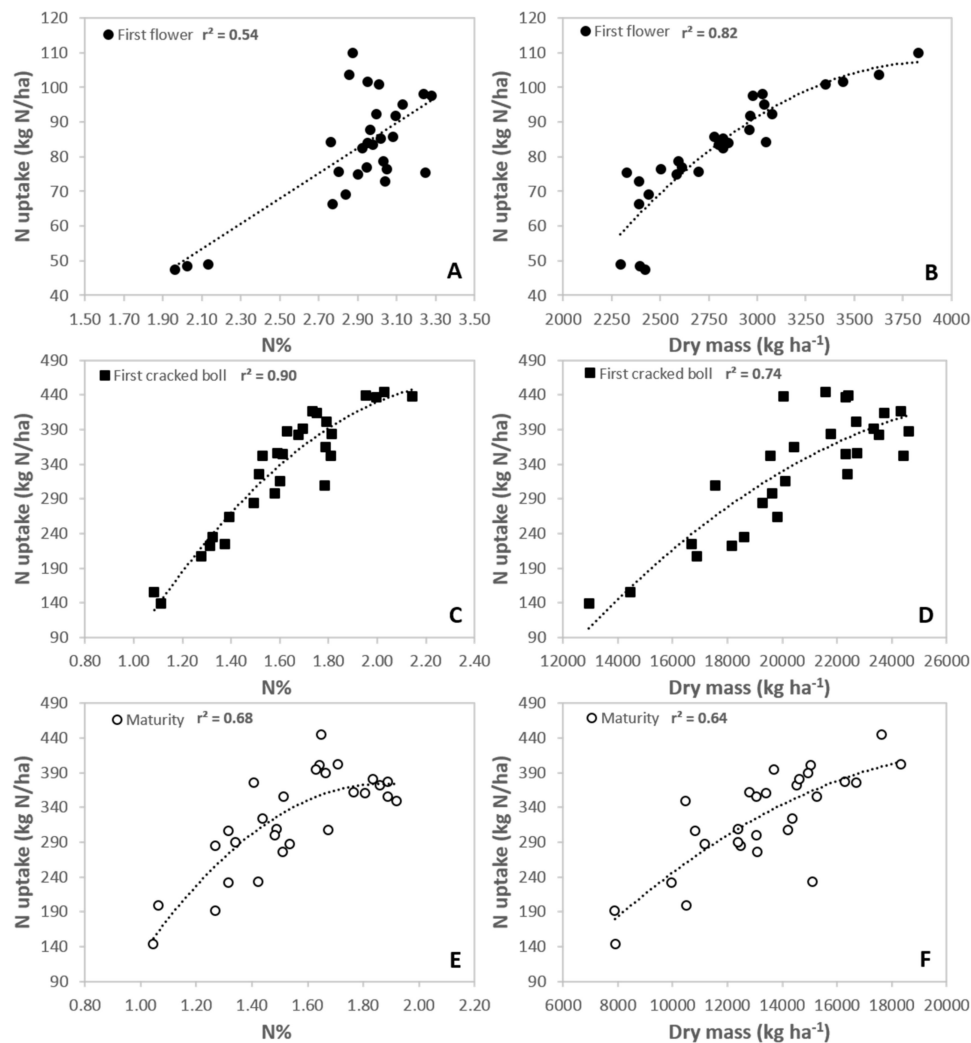 First flower r² = 0.54
N uptake (kg N/ha)
120
110
100
90
80
70
60
50
40
1.50 1.70 1.90 2.10 2.30 2.50 2.70 2.90 3.10 3.30 3.50
N%
A
First flower r² = 0.82
N uptake (kg N/ha)
120
110
100
90
80
70
60
50
40
2000 2250 2500 2750 3000 3250 3500 3750 4000
Dry mass (kg ha⁻¹)
B
First cracked boll r² = 0.90
N uptake (kg N/ha)
490
440
390
340
290
240
190
140
90
0.80 1.00 1.20 1.40 1.60 1.80 2.00 2.20 2.40
N%
C
First cracked boll r² = 0.74
N uptake (kg N/ha)
490
440
390
340
290
240
190
140
90
12000 14000 16000 18000 20000 22000 24000 26000
Dry mass (kg ha⁻¹)
D
Maturity r² = 0.68
N uptake (kg N/ha)
490
440
390
340
290
240
190
140
90
0.80 1.00 1.20 1.40 1.60 1.80 2.00 2.20
N%
E
Maturity r² = 0.64
N uptake (kg N/ha)
490
440
390
340
290
240
190
140
90
6000 8000 10000 12000 14000 16000 18000 20000
Dry mass (kg ha⁻¹)
F